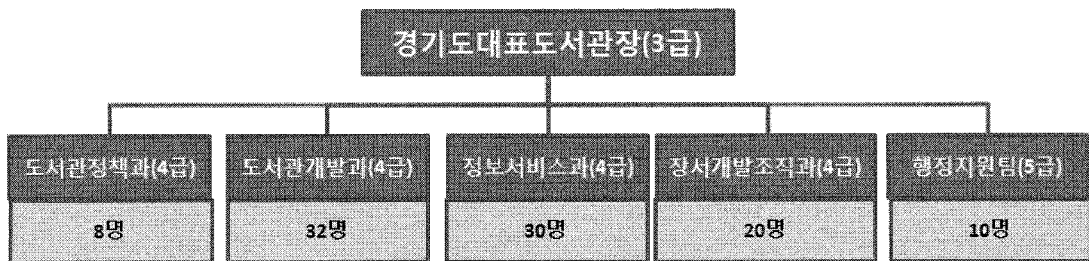 경기도대표도서관장(3급)
도서관정책과(4급) 도서관개발과(4급) 정보서비스과(4급) 장서개발조직과(4급) 행정지원팀(5급)
8명 32명 30명 20명 10명